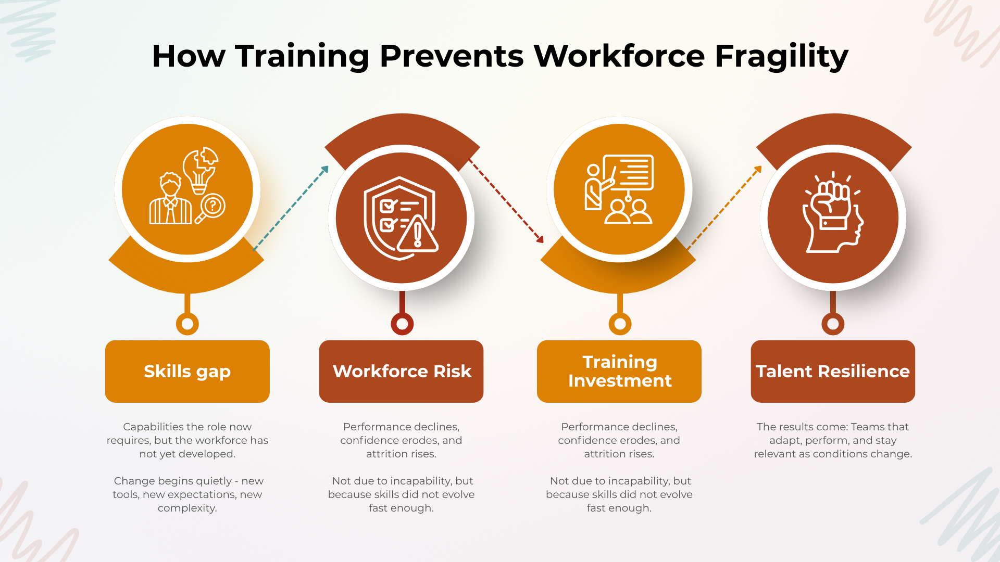 How Training Prevents Workforce Fragility
?
Skills gap
Capabilities the role now
requires, but the workforce has
not yet developed.
Change begins quietly - new
tools, new expectations, new
complexity.
!
Workforce Risk
Performance declines,
confidence erodes, and
attrition rises.
Not due to incapability, but
because skills did not evolve
fast enough.
Training
Investment
Performance declines,
confidence erodes, and
attrition rises.
Not due to incapability, but
because skills did not evolve
fast enough.
Talent Resilience
The results come: Teams that
adapt, perform, and stay
relevant as conditions change.